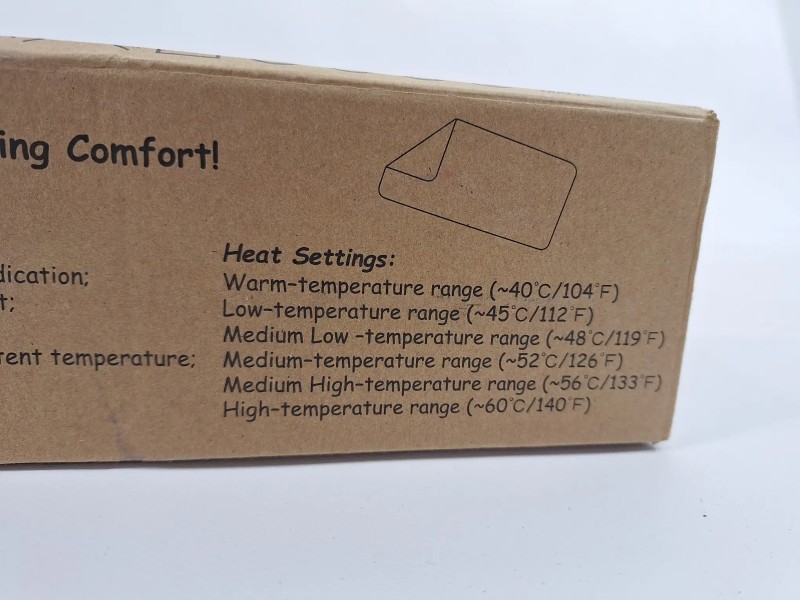 ing Comfort!
Heat Settings:
dication;
Warm-temperature range (~40°C/104°F)
t;
Low-temperature range (~45°C/112°F)
Medium Low -temperature range (~48°C/119°F)
rent temperature;
Medium-temperature range (~52°C/126°F)
Medium High-temperature range (~56°C/133°F)
High-temperature range (~60°C/140°F)